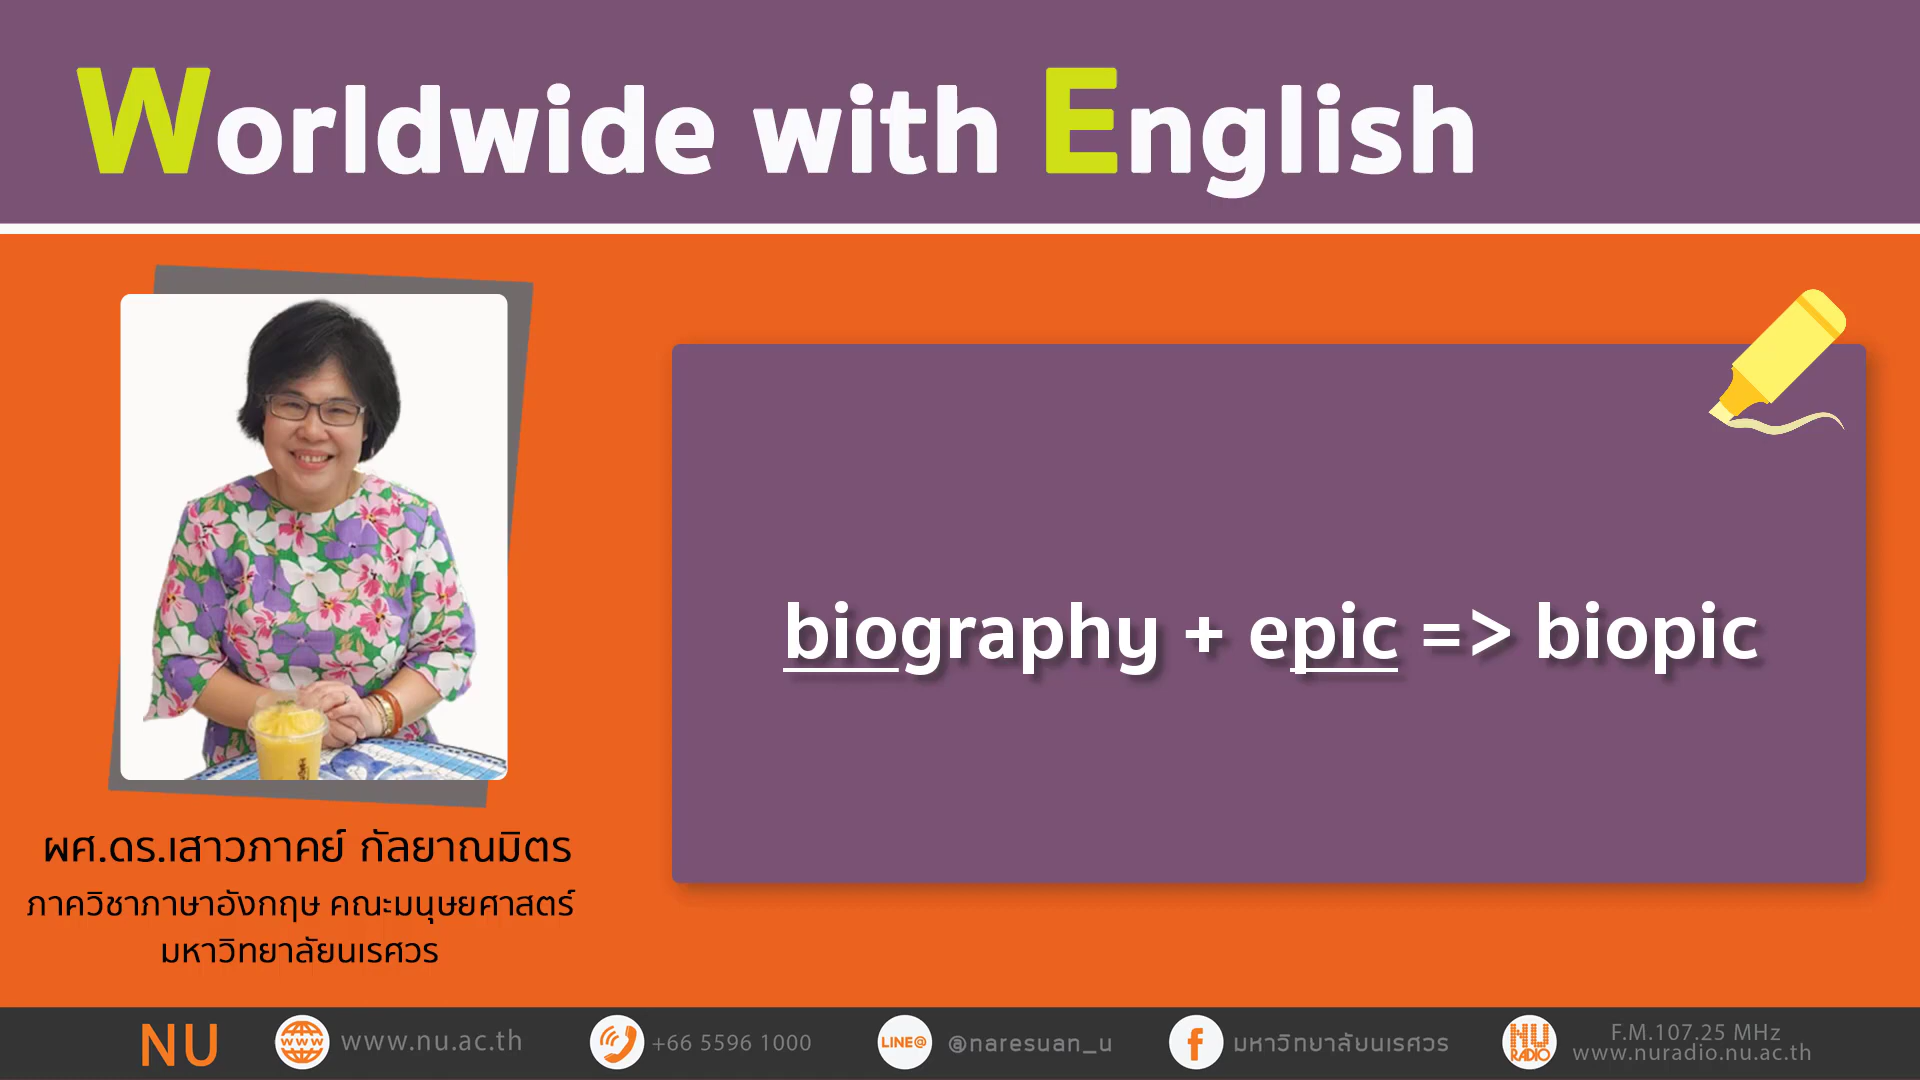 Worldwide with English
biography + epic => biopic
ผศ.ดร.เสาวภาคย์ กัลยาณมิตร
ภาควิชาภาษาอังกฤษ คณะมนุษยศาสตร์
มหาวิทยาลัยนเรศวร
NU
www
www.nu.ac.th
+66 5596 1000
LINE@
@naresuan_u
f
มหาวิทยาลัยนเรศวร
NU
RADIO
F.M.107.25 MHz
www.nuradio.nu.ac.th